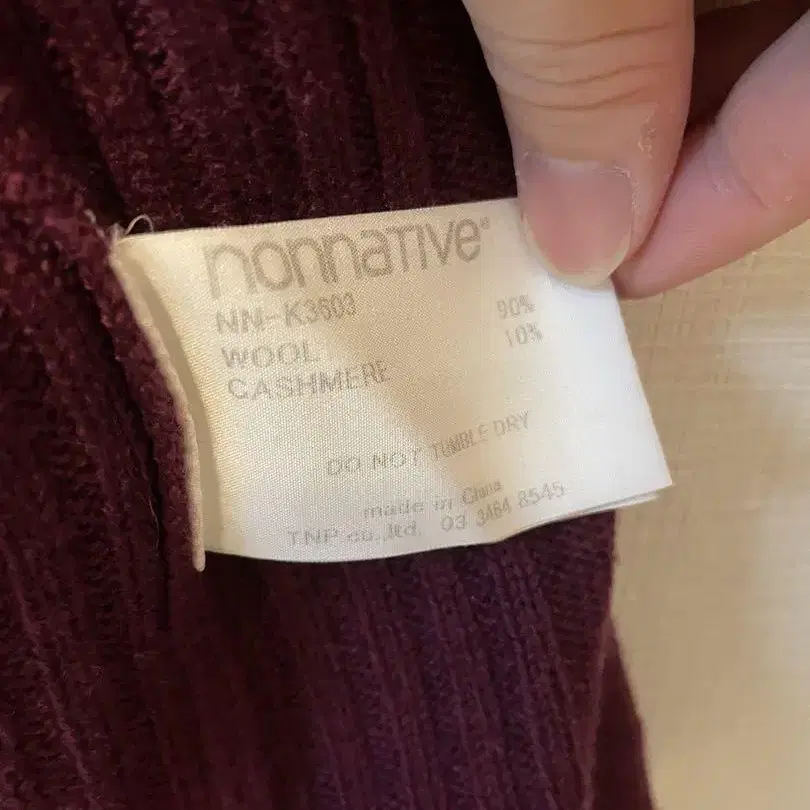 nonnative®
NN-K3603
WOOL 90%
CASHMERE 10%
DO NOT TUMBLE DRY
made in China
TNP co.,ltd. 03 3464 8545